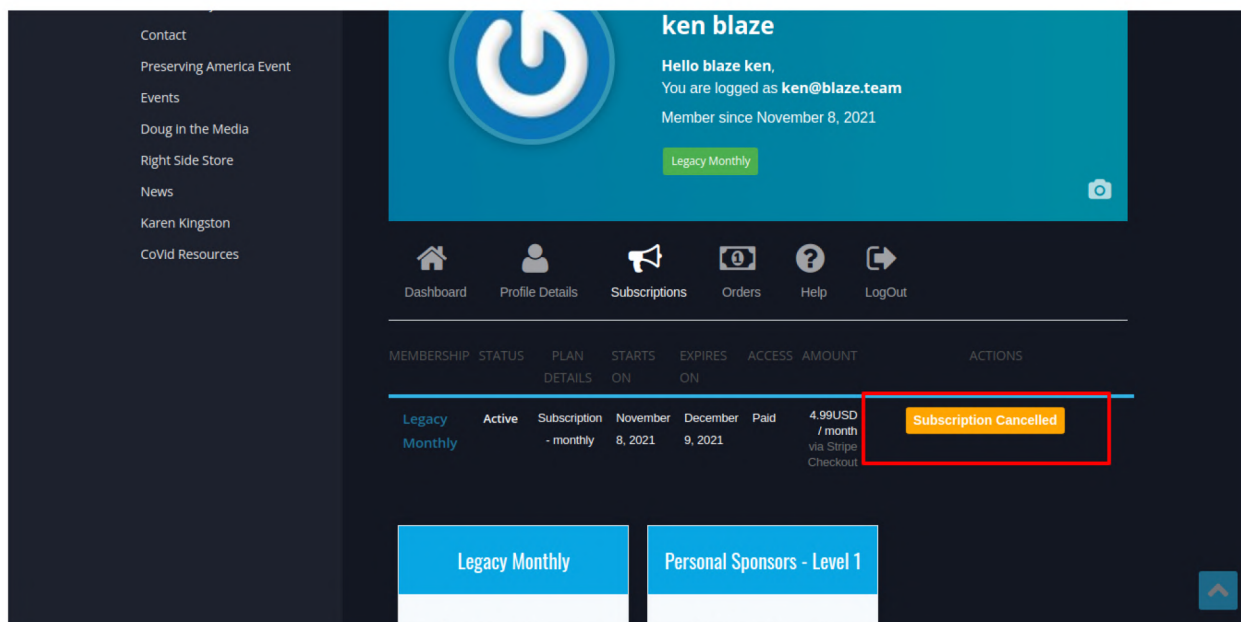 Contact
Preserving America Event
Events
Doug in the Media
Right Side Store
News
Karen Kingston
CoVid Resources
ken blaze
Hello blaze ken,
You are logged as ken@blaze.team
Member since November 8, 2021
Legacy Monthly
Dashboard Profile Details Subscriptions Orders Help LogOut
MEMBERSHIP STATUS PLAN DETAILS STARTS ON EXPIRES ON ACCESS AMOUNT ACTIONS
Legacy Monthly
Active
Subscription - monthly
November 8, 2021
December 9, 2021
Paid
4.99USD
/ month
via Stripe
Checkout
Subscription Cancelled
Legacy Monthly
Personal Sponsors - Level 1